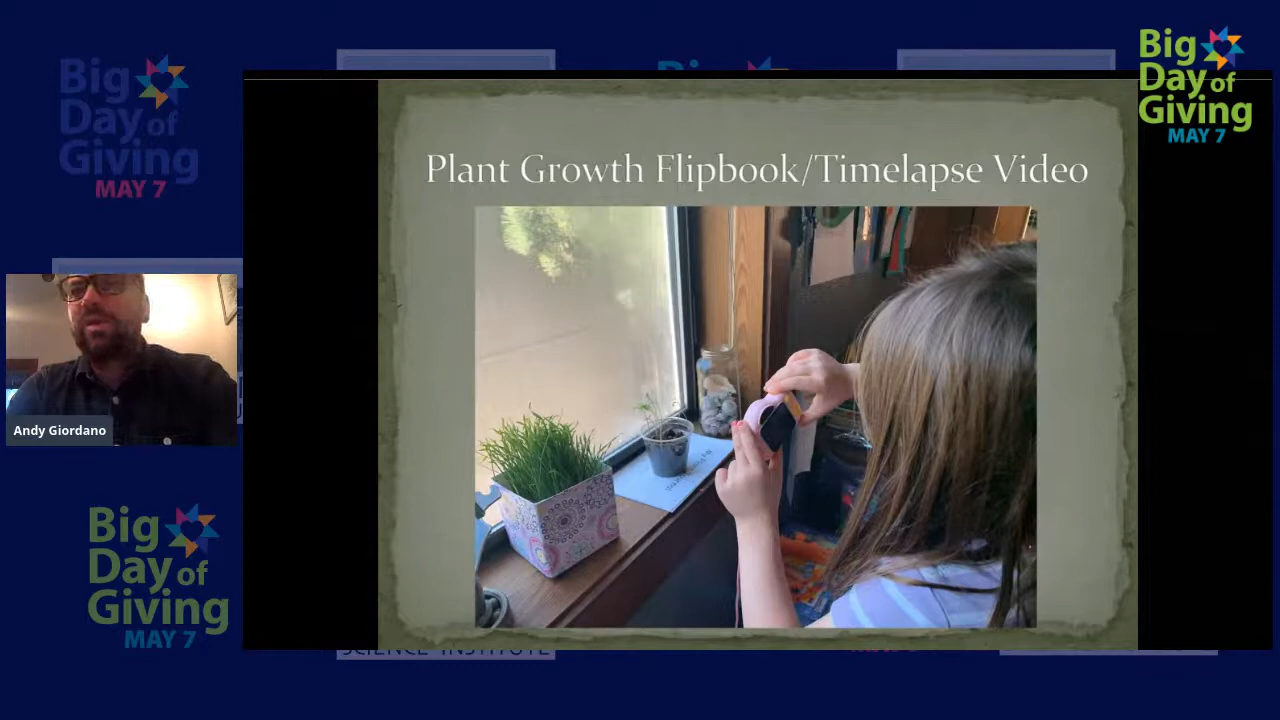 Big
Day of
Giving
MAY 7
Big
Day of
Giving
MAY 7
Plant Growth Flipbook/Timelapse Video
Andy Giordano
Big
Day of
Giving
MAY 7
SCIENCE INSTITUTE